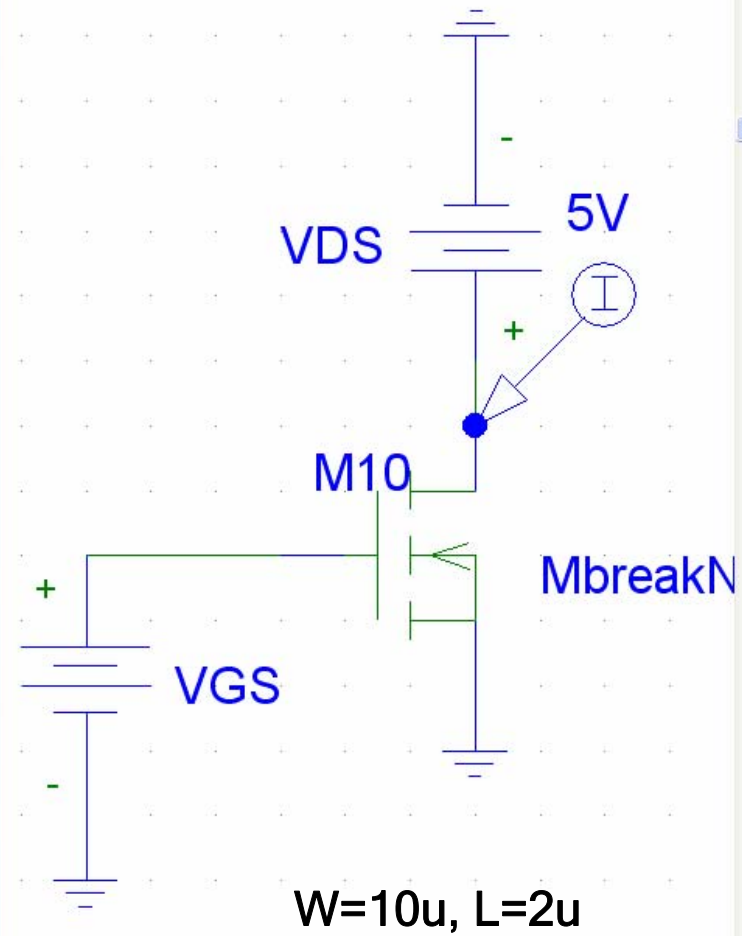 -
5V
VDS
I
+
M10
MbreakN
+
VGS
-
W=10u, L=2u